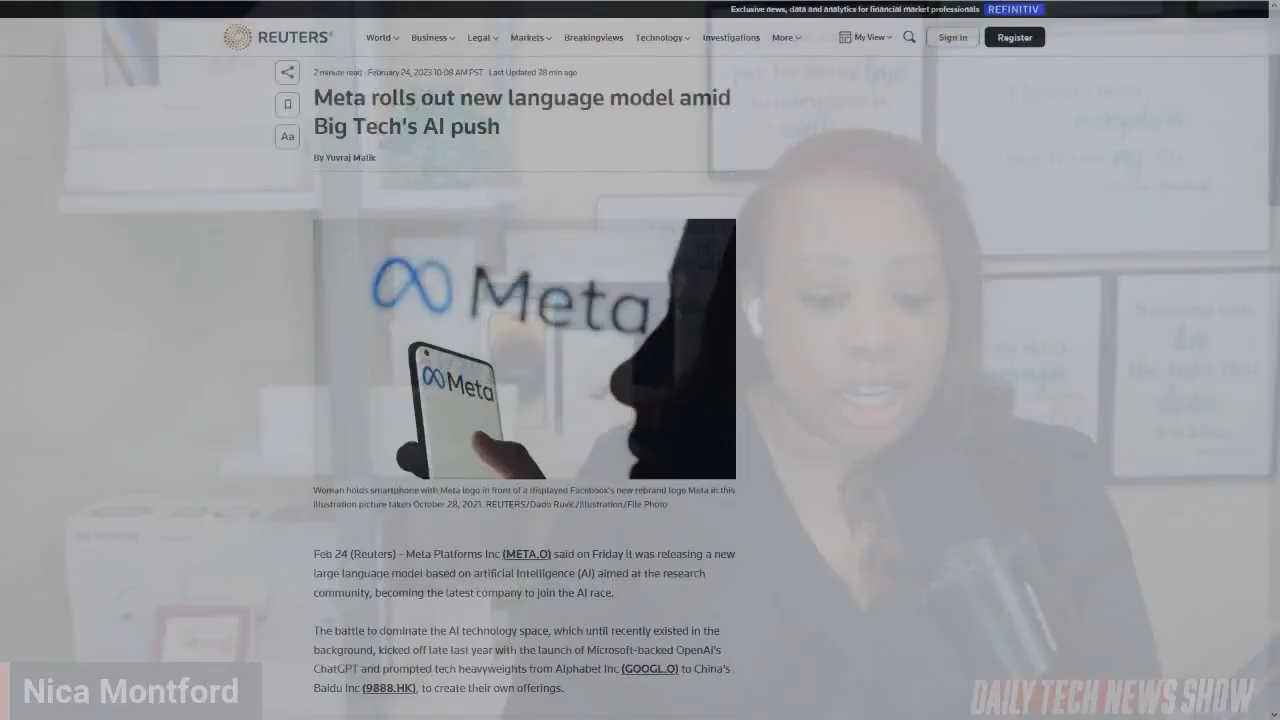 Exclusive news, data and analytics for financial market professionals REFINITIV
REUTERS
World Business Legal Markets Breakingviews Technology Investigations More My View Sign In Register
2 minute read · February 24, 2023 10:08 AM PST · Last Updated 38 min ago
Meta rolls out new language model amid
Big Tech's AI push
Aa
By Yuvraj Malik
Meta
Meta
Woman holds smartphone with Meta logo in front of a displayed Facebook's new rebrand logo Meta in this
illustration picture taken October 28, 2021. REUTERS/Dado Ruvic/Illustration/File Photo
Feb 24 (Reuters) - Meta Platforms Inc (META.O) said on Friday it was releasing a new
large language model based on artificial intelligence (AI) aimed at the research
community, becoming the latest company to join the AI race.
The battle to dominate the AI technology space, which until recently existed in the
background, kicked off late last year with the launch of Microsoft-backed OpenAI's
ChatGPT and prompted tech heavyweights from Alphabet Inc (GOOGL.O) to China's
Baidu Inc (9888.HK), to create their own offerings.
Nica Montford
DAILY TECH NEWS SHOW